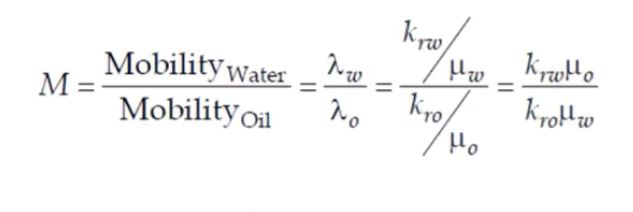 M = Mobility_Water / Mobility_Oil = λ_w / λ_o = (k_rw / μ_w) / (k_ro / μ_o) = k_rw μ_o / k_ro μ_w